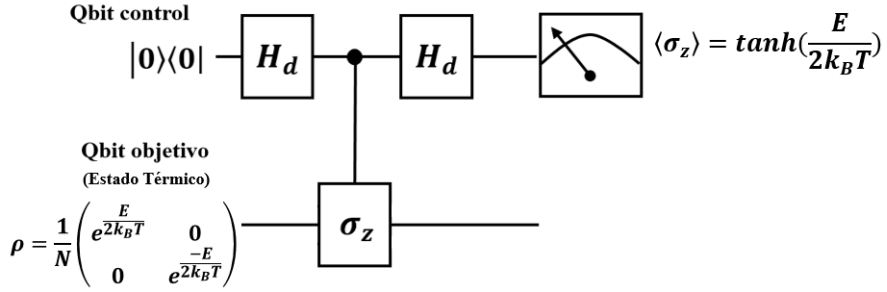 Qbit control
|0⟩⟨0| H_d H_d ⟨σ_z⟩ = tanh(E/2k_BT)
Qbit objetivo
(Estado Térmico)
ρ = 1/N (e^{E/2k_BT} 0
0 e^{-E/2k_BT})
σ_z